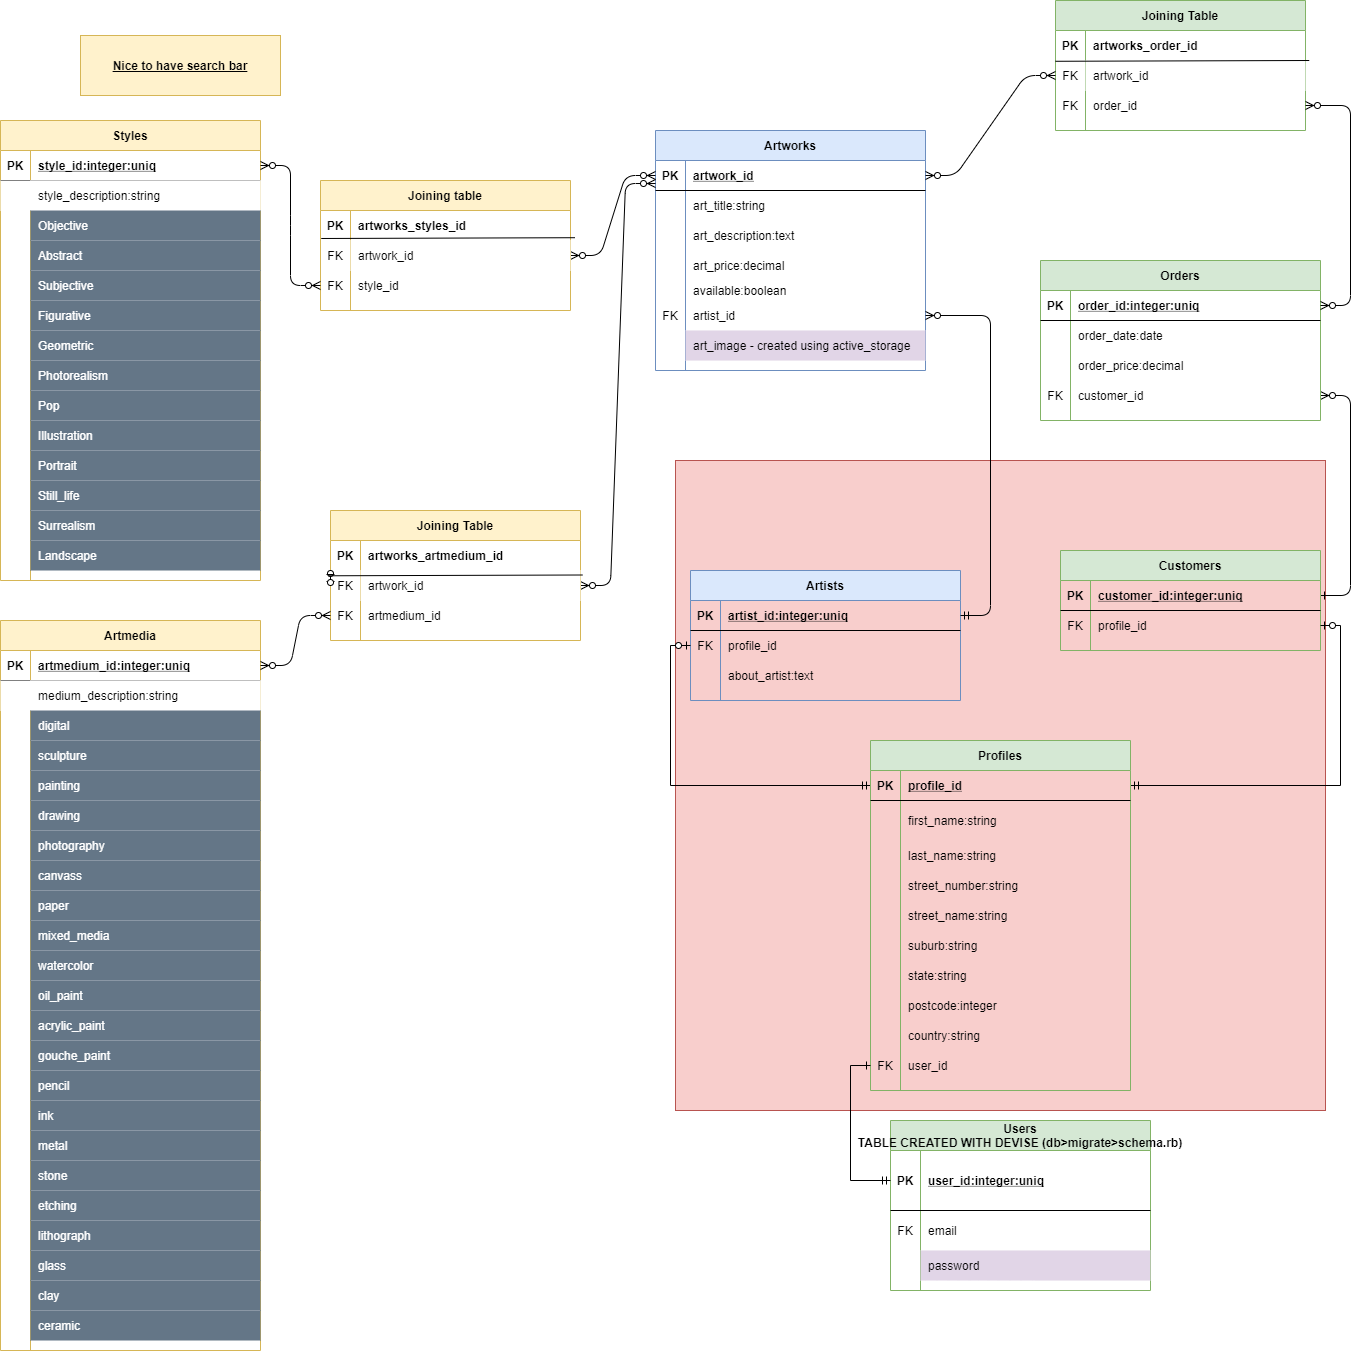 Nice to have search bar
Styles
PK style_id:integer:uniq
style_description:string
Objective
Abstract
Subjective
Figurative
Geometric
Photorealism
Pop
Illustration
Portrait
Still_life
Surrealism
Landscape
Artmedia
PK artmedium_id:integer:uniq
medium_description:string
digital
sculpture
painting
drawing
photography
canvass
paper
mixed_media
watercolor
oil_paint
acrylic_paint
gouche_paint
pencil
ink
metal
stone
etching
lithograph
glass
clay
ceramic
Joining table
PK artworks_styles_id
FK artwork_id
FK style_id
Joining Table
PK artworks_artmedium_id
FK artwork_id
FK artmedium_id
Artworks
PK artwork_id
art_title:string
art_description:text
art_price:decimal
available:boolean
FK artist_id
art_image - created using active_storage
Joining Table
PK artworks_order_id
FK artwork_id
FK order_id
Orders
PK order_id:integer:uniq
order_date:date
order_price:decimal
FK customer_id
Artists
PK artist_id:integer:uniq
FK profile_id
about_artist:text
Customers
PK customer_id:integer:uniq
FK profile_id
Profiles
PK profile_id
first_name:string
last_name:string
street_number:string
street_name:string
suburb:string
state:string
postcode:integer
country:string
FK user_id
Users
TABLE CREATED WITH DEVISE (db>migrate>schema.rb)
PK user_id:integer:uniq
FK email
password